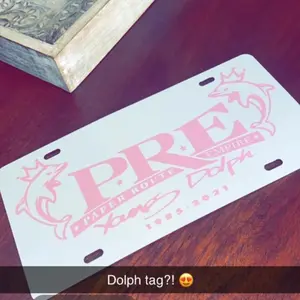 P.R.E
PAPER ROUTE EMPIRE
Young Dolph
1985-2021
Dolph tag?! 😍